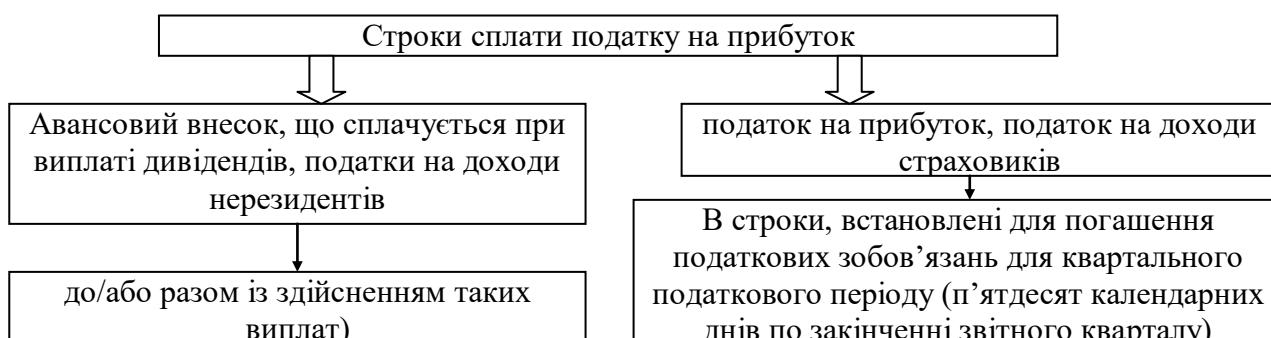 Строки сплати податку на прибуток
Авансовий внесок, що сплачується при
виплаті дивідендів, податки на доходи
нерезидентів
до/або разом із здійсненням таких
виплат)
податок на прибуток, податок на доходи
страховиків
В строки, встановлені для погашення
податкових зобов’язань для квартального
податкового періоду (п’ятдесят календарних
днів по закінченні звітного кварталу)